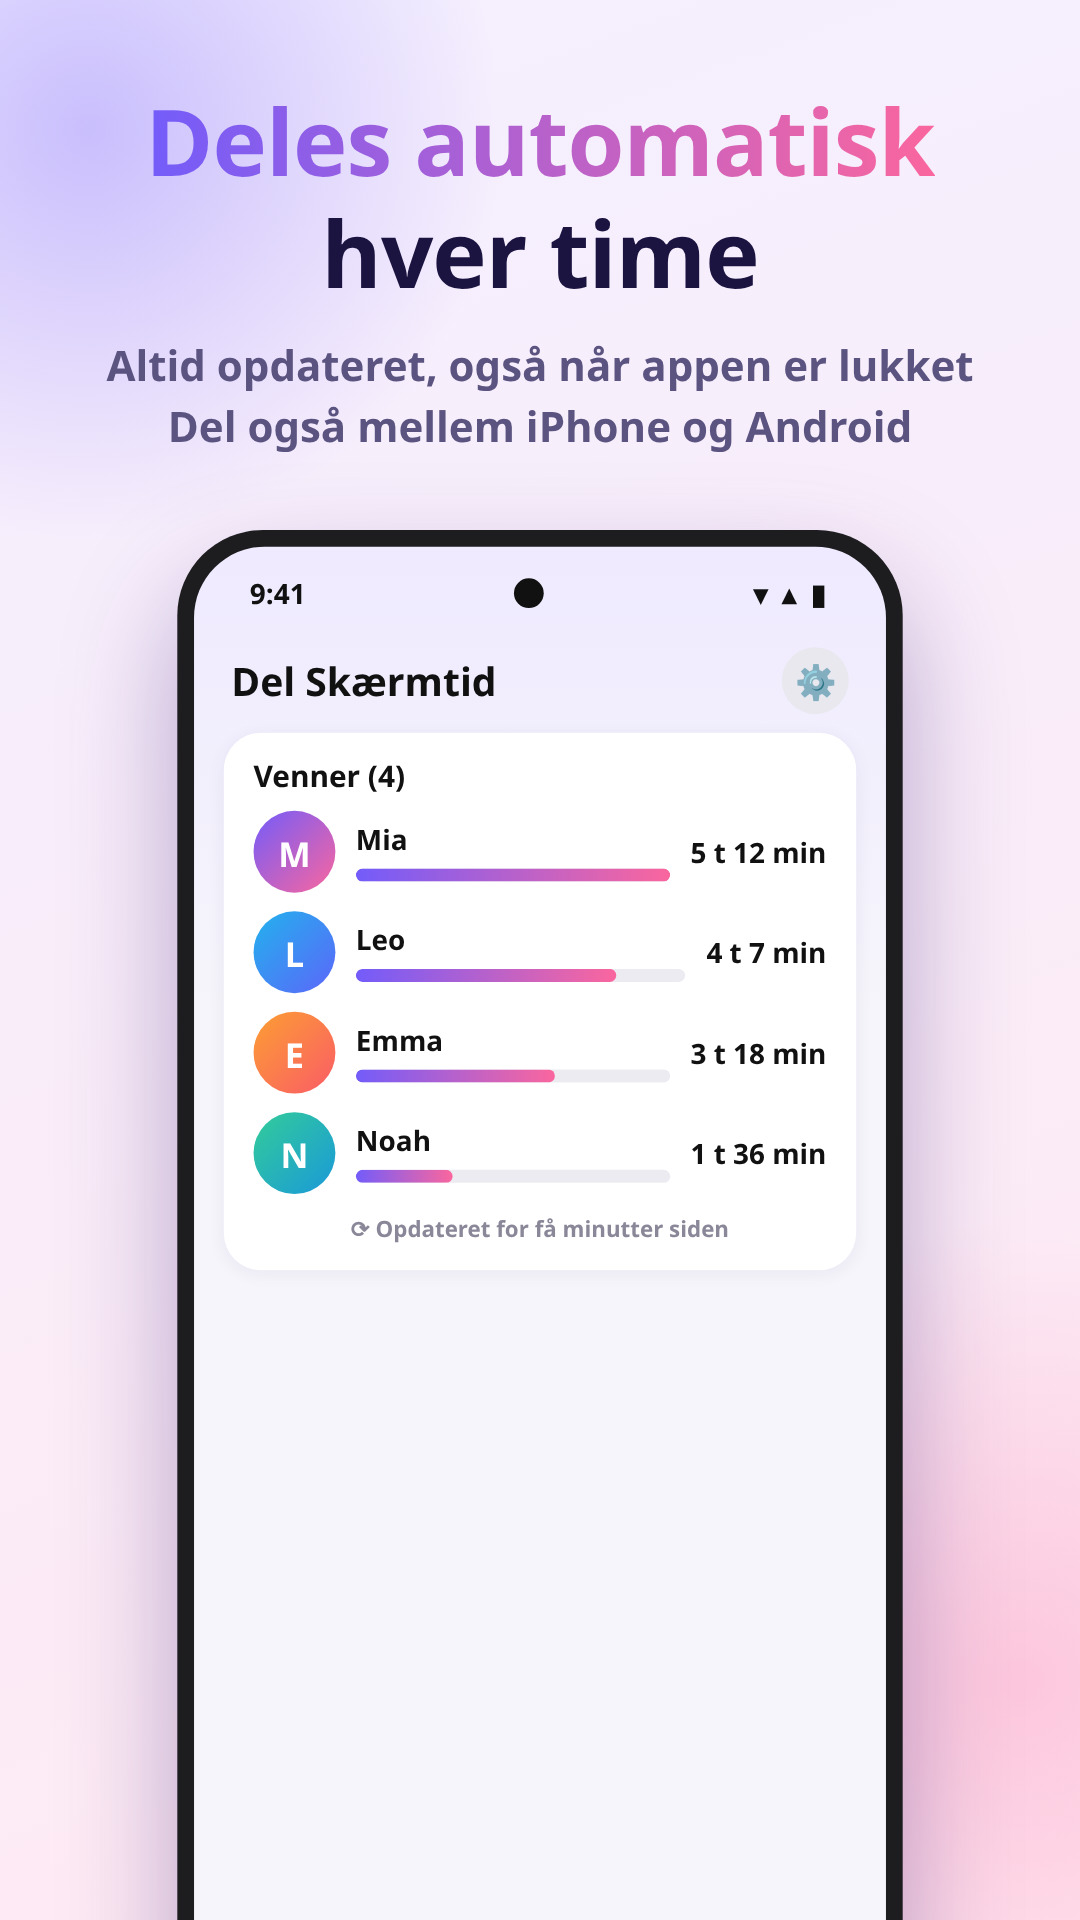 Deles automatisk
hver time
Altid opdateret, også når appen er lukket
Del også mellem iPhone og Android
9:41
Del Skærmtid
Venner (4)
M
Mia
5 t 12 min
L
Leo
4 t 7 min
E
Emma
3 t 18 min
N
Noah
1 t 36 min
⟳ Opdateret for få minutter siden